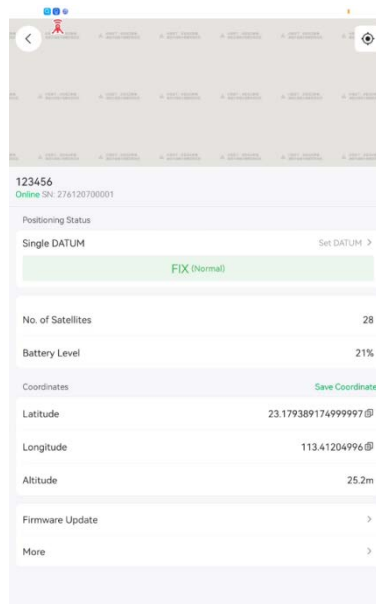 123456
Online SN: 276120700001
Positioning Status
Single DATUM Set DATUM >
FIX (Normal)
No. of Satellites 28
Battery Level 21%
Coordinates Save Coordinate
Latitude 23.179389174999997
Longitude 113.41204996
Altitude 25.2m
Firmware Update >
More >